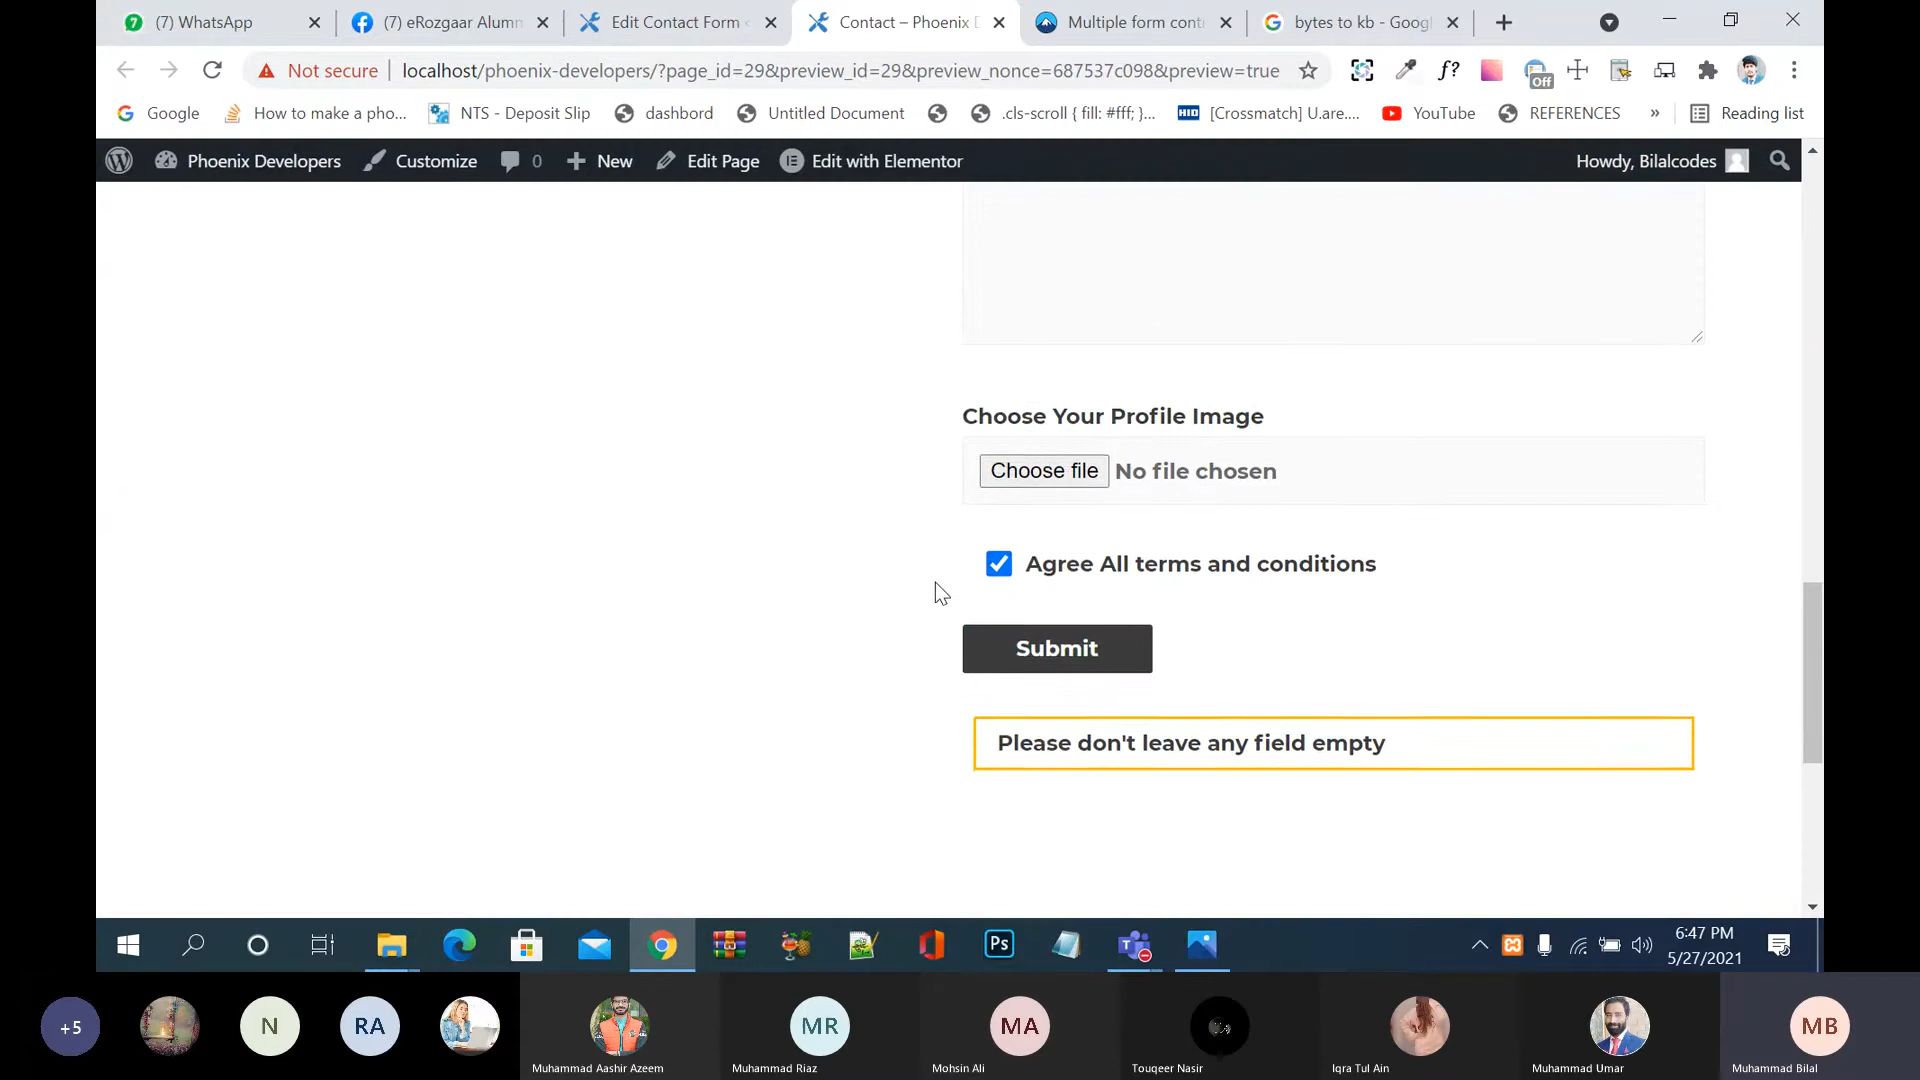 (7) WhatsApp
(7) eRozgaar Alumn
Edit Contact Form
Contact – Phoenix D
Multiple form cont
bytes to kb - Goog
Not secure
localhost/phoenix-developers/?page_id=29&preview_id=29&preview_nonce=687537c098&preview=true
f?
Off
Google
How to make a pho...
NTS - Deposit Slip
dashbord
Untitled Document
.cls-scroll { fill: #fff; }...
HID
[Crossmatch] U.are....
YouTube
REFERENCES
»
Reading list
Phoenix Developers
Customize
0
New
Edit Page
Edit with Elementor
Howdy, Bilalcodes
Choose Your Profile Image
Choose file No file chosen
Agree All terms and conditions
Submit
Please don't leave any field empty
Ps
6:47 PM
5/27/2021
+5
N
RA
MR
MA
MB
Muhammad Aashir Azeem
Muhammad Riaz
Mohsin Ali
Touqeer Nasir
Iqra Tul Ain
Muhammad Umar
Muhammad Bilal